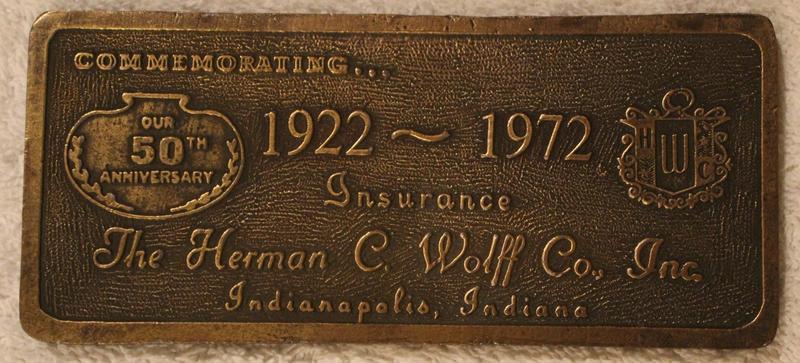 COMMEMORATING...
OUR
50TH
ANNIVERSARY
1922 ~ 1972
H W C
Insurance
The Herman C. Wolff Co., Inc.
Indianapolis, Indiana